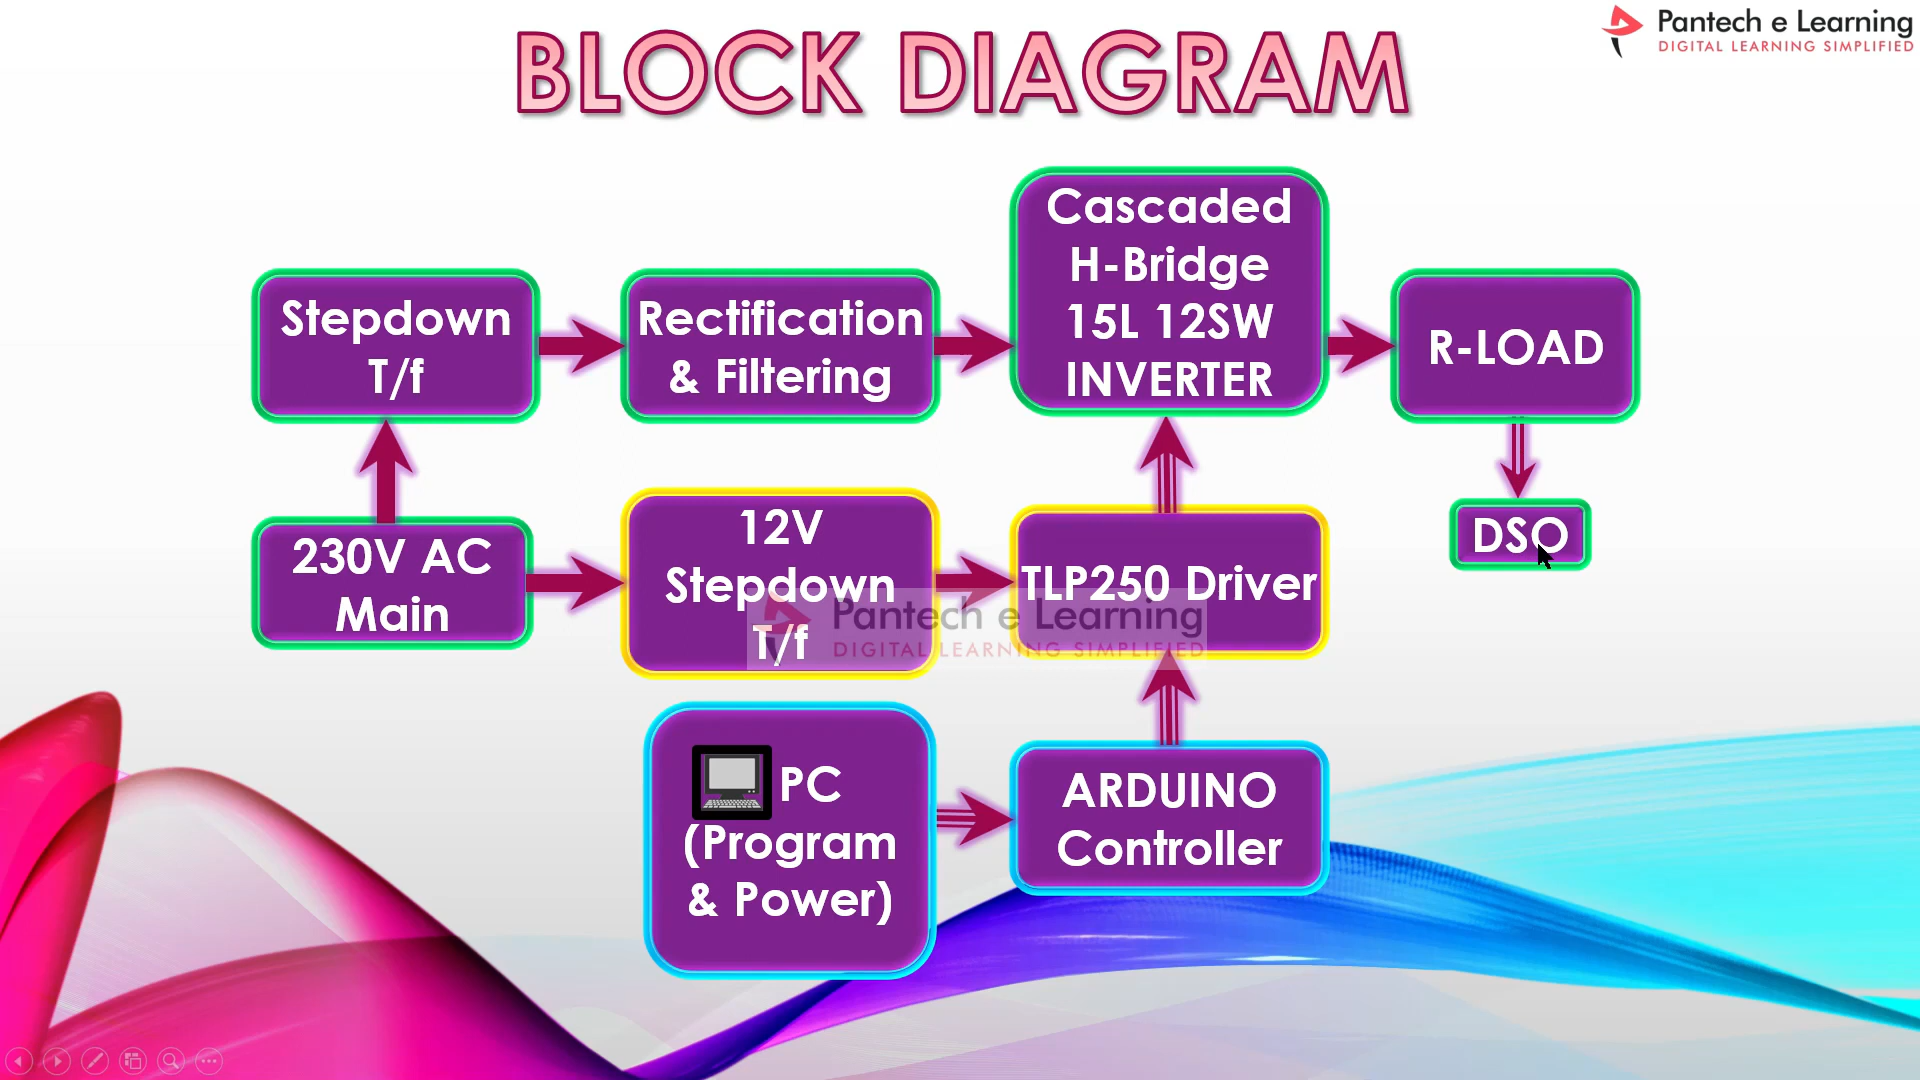 Pantech e Learning
DIGITAL LEARNING SIMPLIFIED
BLOCK DIAGRAM
Stepdown
T/f
Rectification
& Filtering
Cascaded
H-Bridge
15L 12SW
INVERTER
R-LOAD
230V AC
Main
12V
Stepdown
T/f
TLP250 Driver
DSO
Pantech e Learning
DIGITAL LEARNING SIMPLIFIED
PC
(Program
& Power)
ARDUINO
Controller